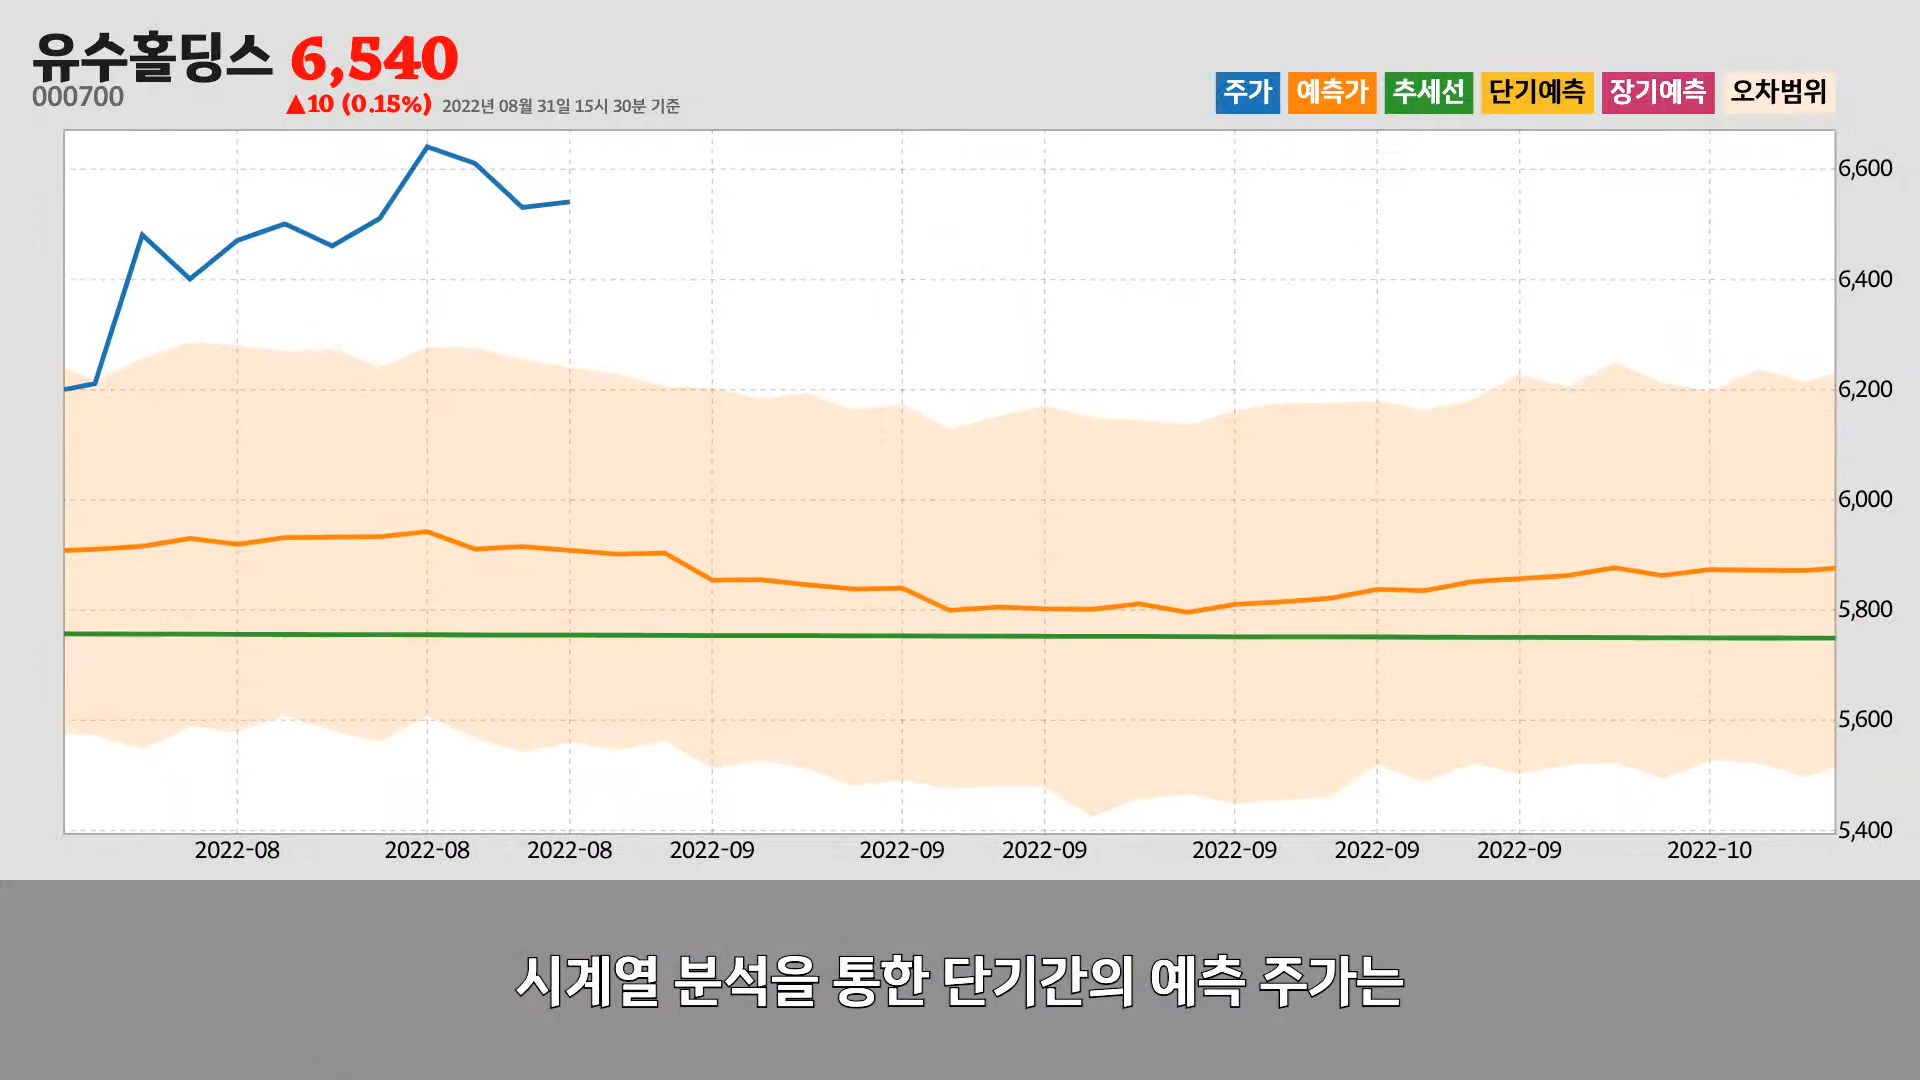 유수홀딩스 6,540
000700
▲10 (0.15%) 2022년 08월 31일 15시 30분 기준
주가 예측가 추세선 단기예측 장기예측 오차범위
6,600
6,400
6,200
6,000
5,800
5,600
5,400
2022-08 2022-08 2022-08 2022-09 2022-09 2022-09 2022-09 2022-09 2022-09 2022-10
시계열 분석을 통한 단기간의 예측 주가는